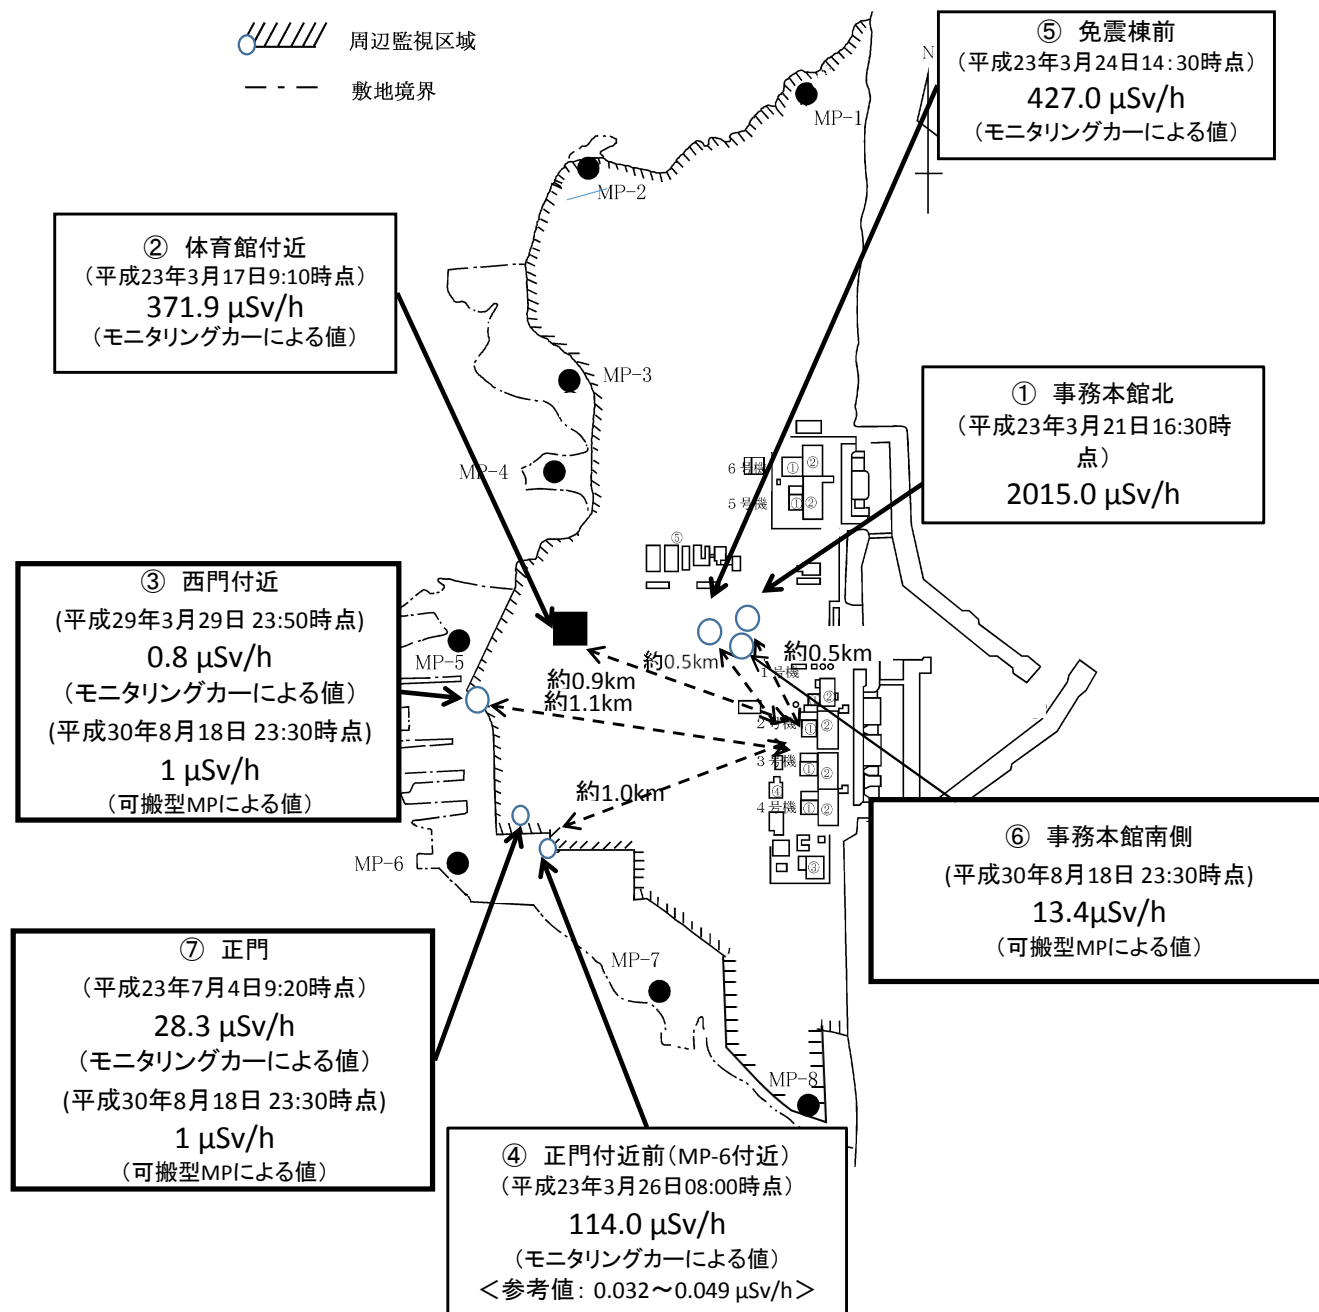 周辺監視区域
敷地境界
⑤ 免震棟前
（平成23年3月24日14:30時点）
427.0 µSv/h
（モニタリングカーによる値）
N
MP-1
MP-2
② 体育館付近
（平成23年3月17日9:10時点）
371.9 µSv/h
（モニタリングカーによる値）
MP-3
① 事務本館北
（平成23年3月21日16:30時
点）
2015.0 µSv/h
MP-4
6号機
① ②
5号機
① ②
⑤
③ 西門付近
(平成29年3月29日 23:50時点)
0.8 µSv/h
（モニタリングカーによる値）
(平成30年8月18日 23:30時点)
1 µSv/h
（可搬型MPによる値）
MP-5
約0.5km
約0.5km
約0.9km
約1.1km
1号機
②
2号機
① ②
3号機
① ②
④
4号機
① ②
③
約1.0km
MP-6
⑥ 事務本館南側
(平成30年8月18日 23:30時点)
13.4µSv/h
（可搬型MPによる値）
⑦ 正門
（平成23年7月4日9:20時点）
28.3 µSv/h
（モニタリングカーによる値）
(平成30年8月18日 23:30時点)
1 µSv/h
（可搬型MPによる値）
MP-7
MP-8
④ 正門付近前（MP-6付近）
（平成23年3月26日08:00時点）
114.0 µSv/h
（モニタリングカーによる値）
＜参考値： 0.032～0.049 µSv/h＞